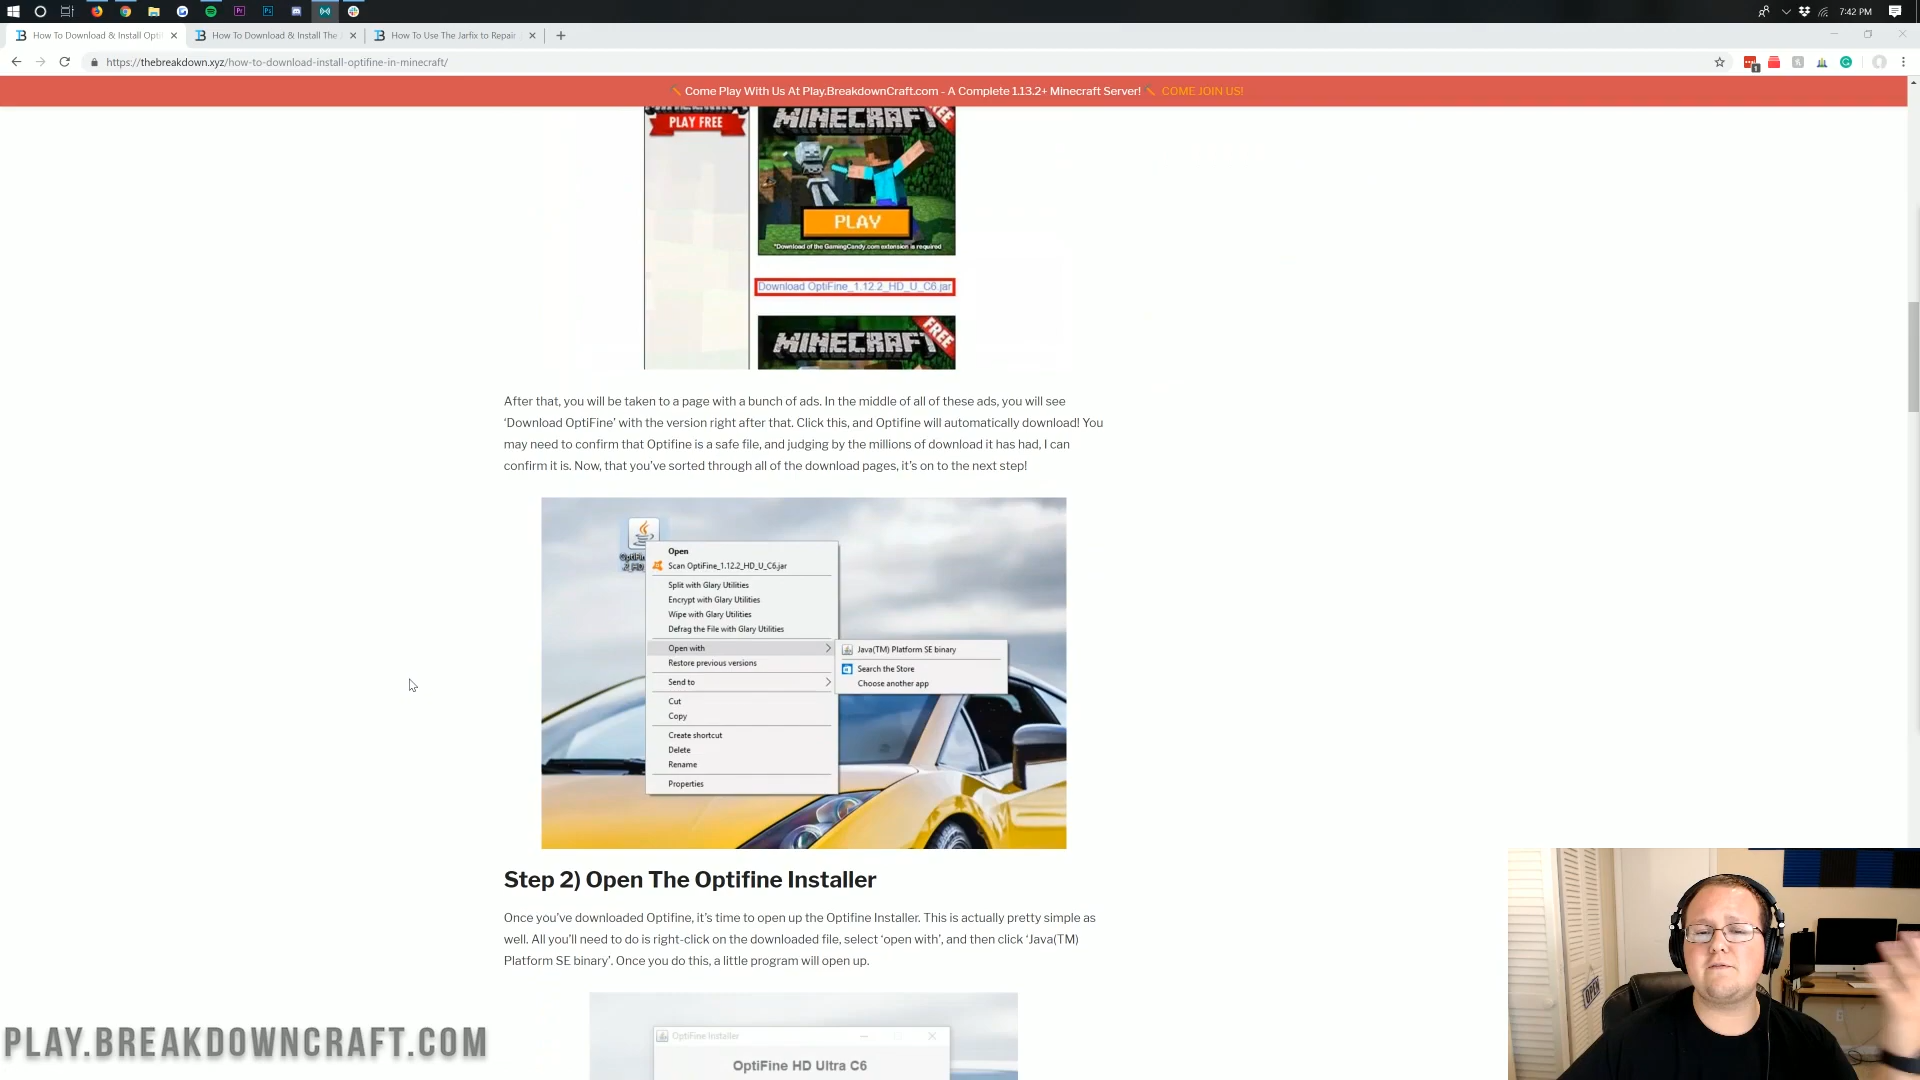 7:42 PM
How To Download & Install Opti
How To Download & Install The
How To Use The Jarfix to Repair
https://thebreakdown.xyz/how-to-download-install-optifine-in-minecraft/
1
Come Play With Us At Play.BreakdownCraft.com - A Complete 1.13.2+ Minecraft Server! COME JOIN US!
PLAY FREE
MINECRAFT
FREE
PLAY
*Download of the GamingCandy.com extension is required
Download OptiFine_1.12.2_HD_U_C6.jar
MINECRAFT
FREE
After that, you will be taken to a page with a bunch of ads. In the middle of all of these ads, you will see
‘Download OptiFine’ with the version right after that. Click this, and Optifine will automatically download! You
may need to confirm that Optifine is a safe file, and judging by the millions of download it has had, I can
confirm it is. Now, that you’ve sorted through all of the download pages, it’s on to the next step!
Open
Scan OptiFine_1.12.2_HD_U_C6.jar
Split with Glary Utilities
Encrypt with Glary Utilities
Wipe with Glary Utilities
Defrag the File with Glary Utilities
Open with
Java(TM) Platform SE binary
Restore previous versions
Search the Store
Send to
Choose another app
Cut
Copy
Create shortcut
Delete
Rename
Properties
Step 2) Open The Optifine Installer
Once you’ve downloaded Optifine, it’s time to open up the Optifine Installer. This is actually pretty simple as
well. All you’ll need to do is right-click on the downloaded file, select ‘open with’, and then click ‘Java(TM)
Platform SE binary’. Once you do this, a little program will open up.
OptiFine Installer
OptiFine HD Ultra C6
OPEN
PLAY.BREAKDOWNCRAFT.COM